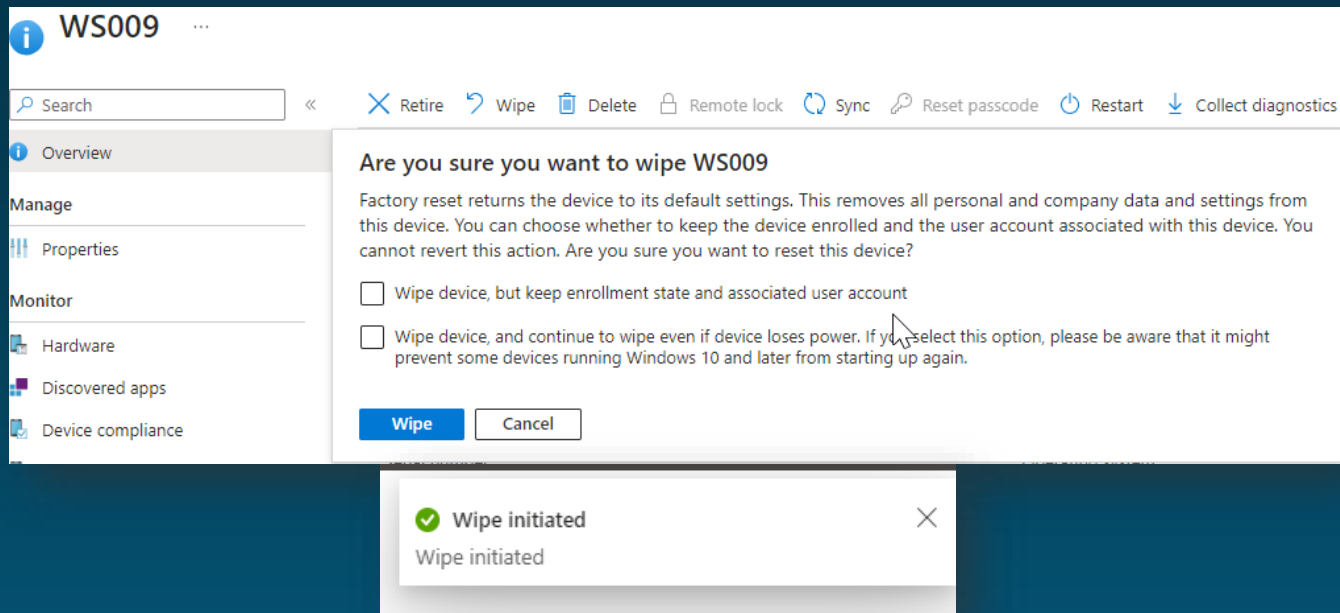 WS009 ...
Search «
Retire Wipe Delete Remote lock Sync Reset passcode Restart Collect diagnostics
Overview
Manage
Properties
Monitor
Hardware
Discovered apps
Device compliance
Are you sure you want to wipe WS009
Factory reset returns the device to its default settings. This removes all personal and company data and settings from
this device. You can choose whether to keep the device enrolled and the user account associated with this device. You
cannot revert this action. Are you sure you want to reset this device?
Wipe device, but keep enrollment state and associated user account
Wipe device, and continue to wipe even if device loses power. If you select this option, please be aware that it might
prevent some devices running Windows 10 and later from starting up again.
Wipe Cancel
Wipe initiated
Wipe initiated